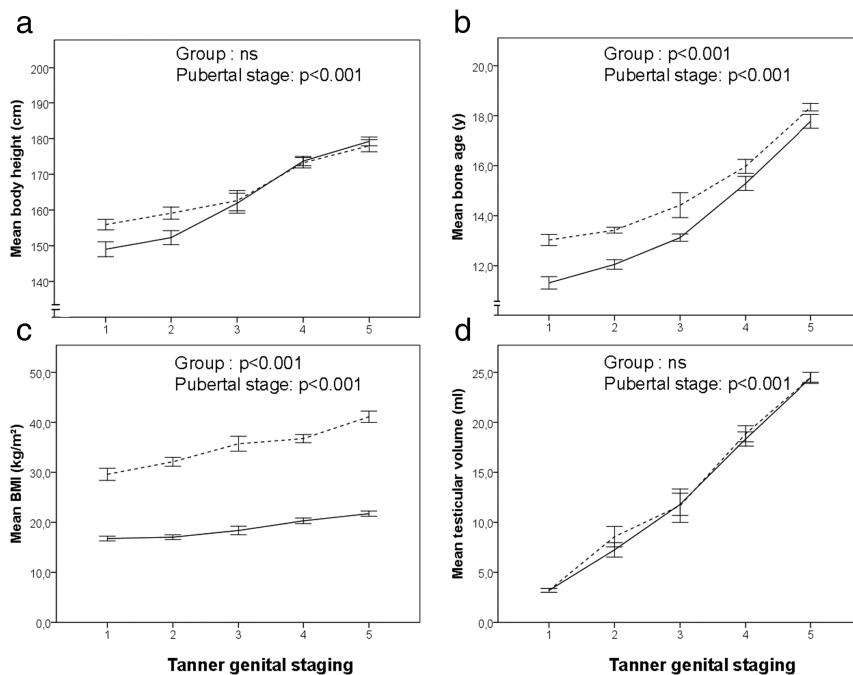 a
Group : ns
Pubertal stage: p<0.001
Mean body height (cm)
200
190
180
170
160
150
140
1 2 3 4 5
b
Group : p<0.001
Pubertal stage: p<0.001
Mean bone age (y)
20,0
18,0
16,0
14,0
12,0
1 2 3 4 5
c
Group : p<0.001
Pubertal stage: p<0.001
Mean BMI (kg/m²)
50,0
40,0
30,0
20,0
10,0
0,0
1 2 3 4 5
Tanner genital staging
d
Group : ns
Pubertal stage: p<0.001
Mean testicular volume (ml)
25,0
20,0
15,0
10,0
5,0
0,0
1 2 3 4 5
Tanner genital staging